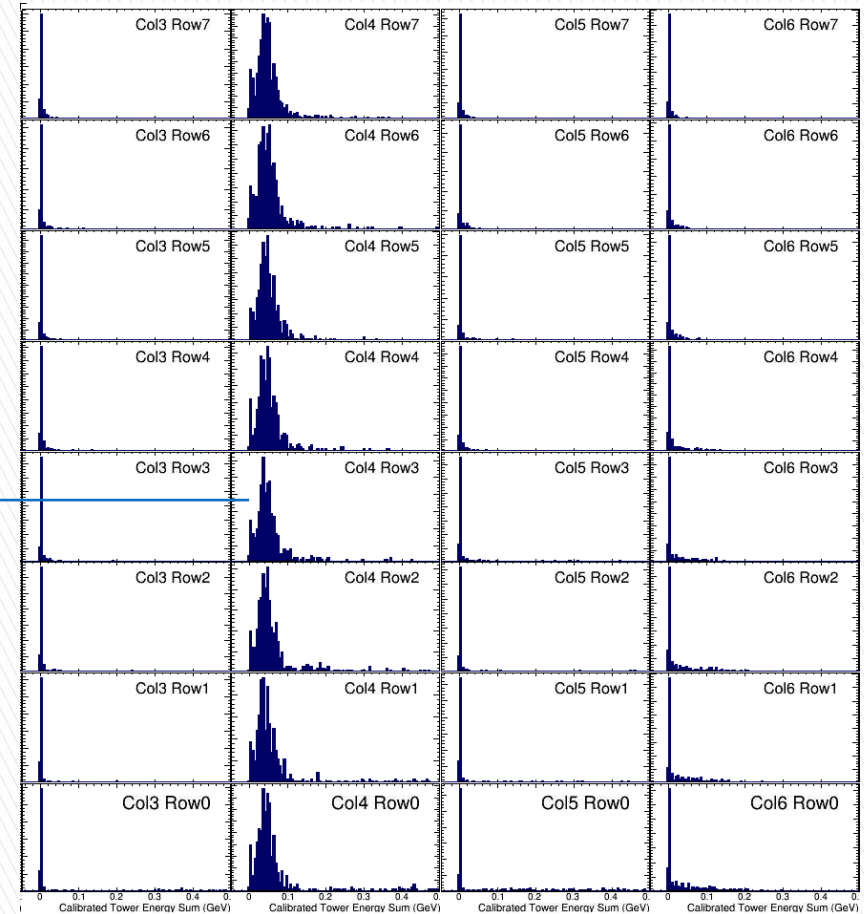 Col3 Row7 Col4 Row7 Col5 Row7 Col6 Row7
Col3 Row6 Col4 Row6 Col5 Row6 Col6 Row6
Col3 Row5 Col4 Row5 Col5 Row5 Col6 Row5
Col3 Row4 Col4 Row4 Col5 Row4 Col6 Row4
Col3 Row3 Col4 Row3 Col5 Row3 Col6 Row3
Col3 Row2 Col4 Row2 Col5 Row2 Col6 Row2
Col3 Row1 Col4 Row1 Col5 Row1 Col6 Row1
Col3 Row0 Col4 Row0 Col5 Row0 Col6 Row0
0 0.1 0.2 0.3 0.4 0. 0 0.1 0.2 0.3 0.4 0. 0 0.1 0.2 0.3 0.4 0. 0 0.1 0.2 0.3 0.4 0.
Calibrated Tower Energy Sum (GeV) Calibrated Tower Energy Sum (GeV) Calibrated Tower Energy Sum (GeV) Calibrated Tower Energy Sum (GeV)